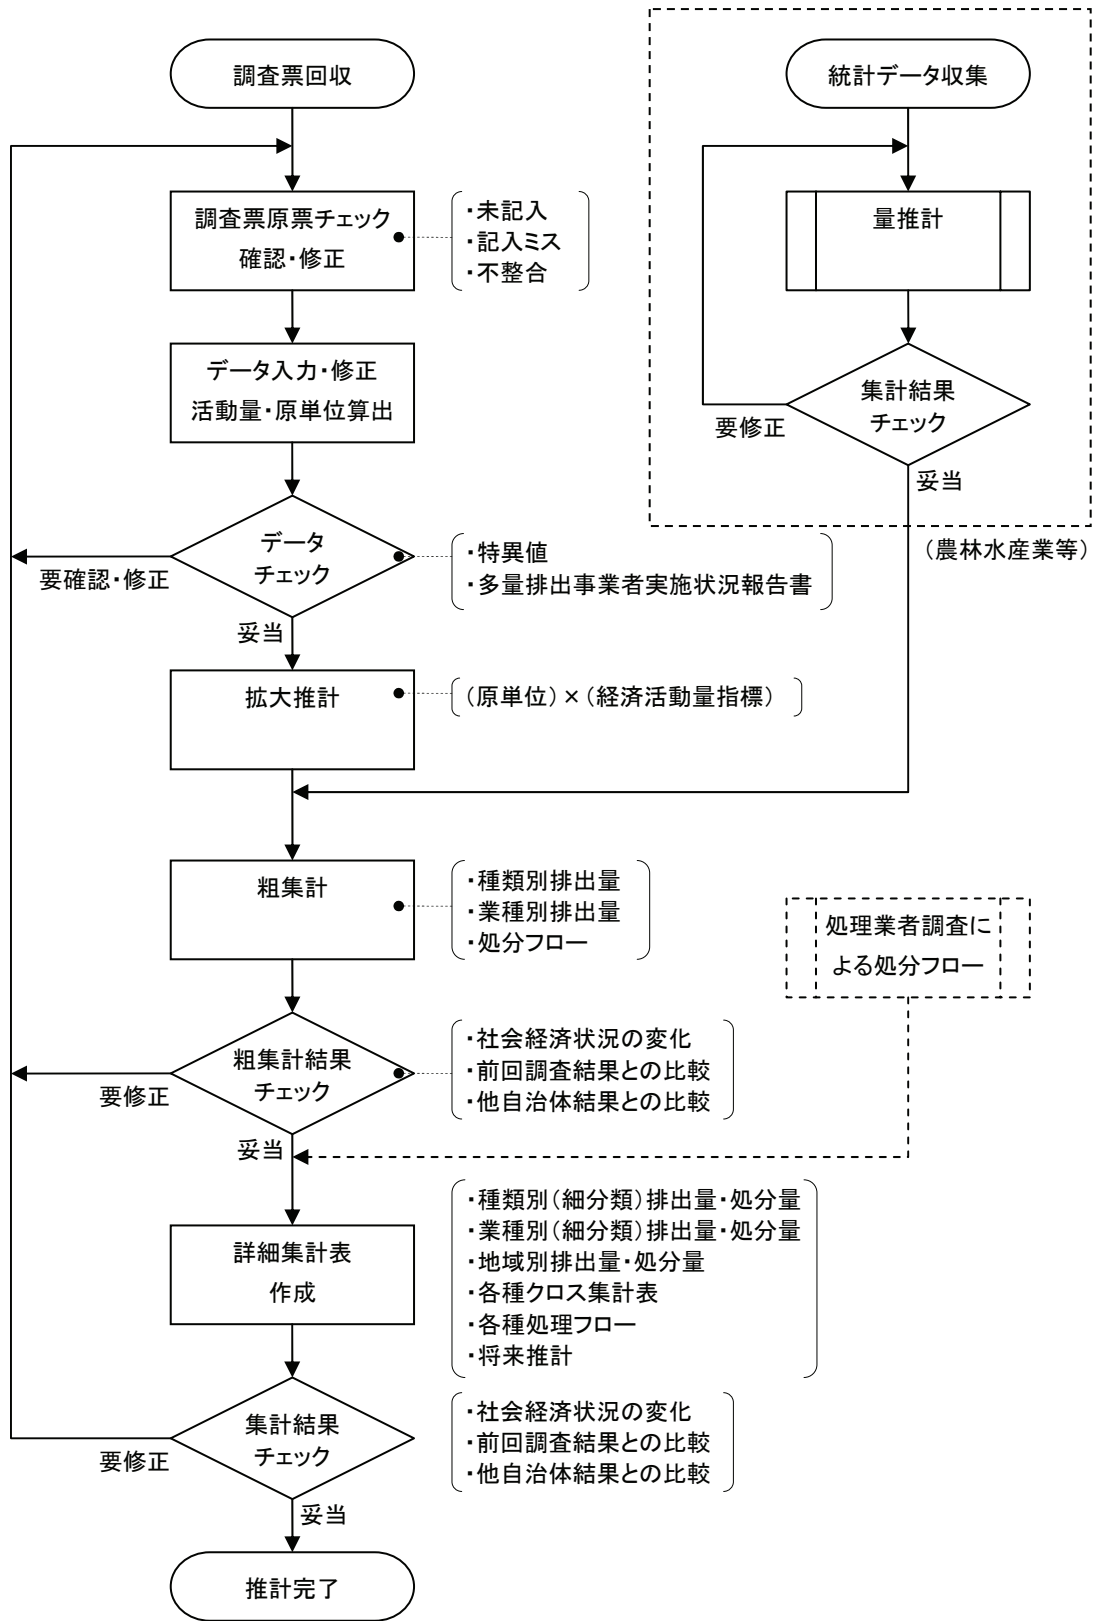 調査票回収
調査票原票チェック
確認・修正
・未記入
・記入ミス
・不整合
データ入力・修正
活動量・原単位算出
データ
チェック
要確認・修正
妥当
・特異値
・多量排出事業者実施状況報告書
拡大推計
(原単位)×(経済活動量指標)
統計データ収集
量推計
集計結果
チェック
要修正
妥当
(農林水産業等)
粗集計
・種類別排出量
・業種別排出量
・処分フロー
処理業者調査に
よる処分フロー
粗集計結果
チェック
要修正
妥当
・社会経済状況の変化
・前回調査結果との比較
・他自治体結果との比較
詳細集計表
作成
・種類別(細分類)排出量・処分量
・業種別(細分類)排出量・処分量
・地域別排出量・処分量
・各種クロス集計表
・各種処理フロー
・将来推計
集計結果
チェック
要修正
妥当
・社会経済状況の変化
・前回調査結果との比較
・他自治体結果との比較
推計完了